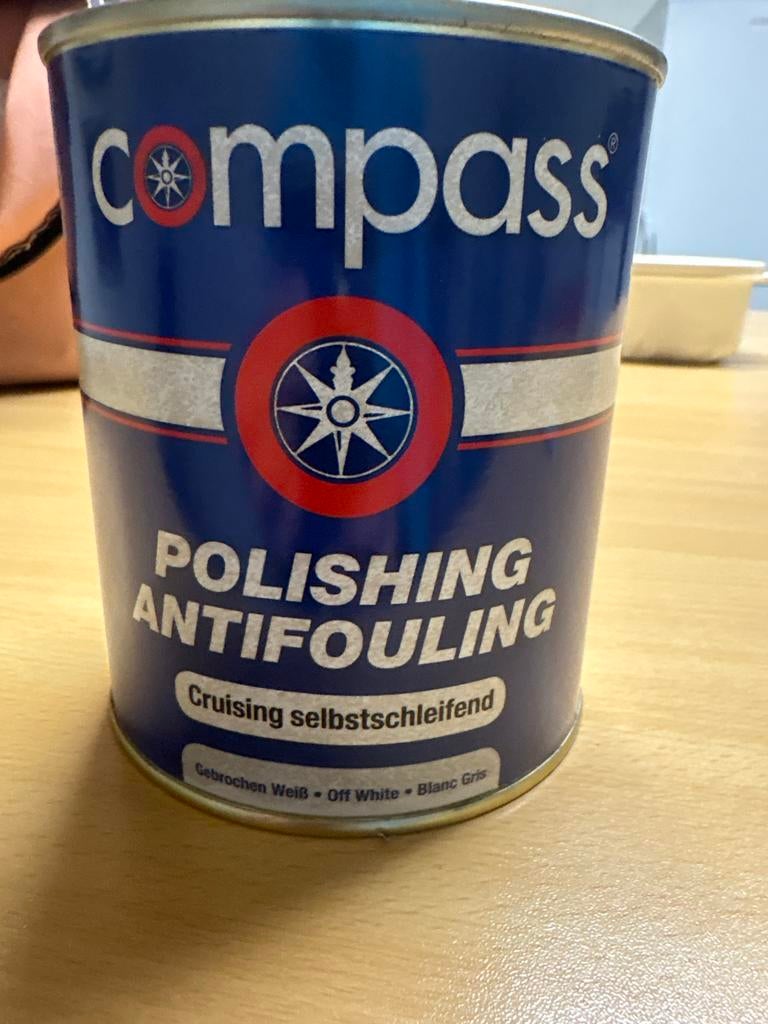 compass®
POLISHING
ANTIFOULING
Cruising selbstschleifend
Gebrochen Weiß • Off White • Blanc Gris